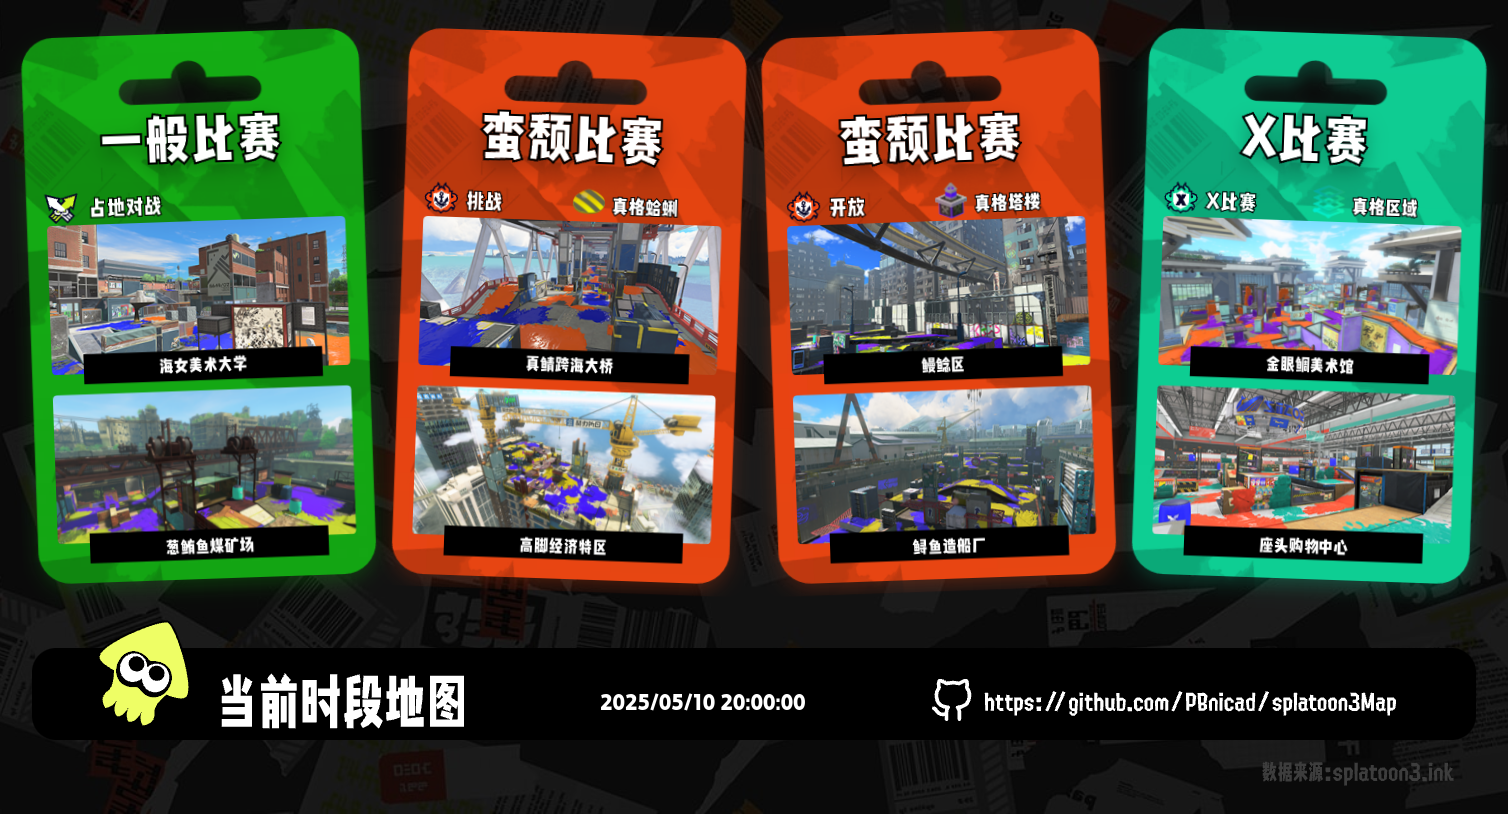 一般比赛
占地对战
海女美术大学
葱鲔鱼煤矿场
蛮颓比赛
挑战
真格蛤蜊
真鲭跨海大桥
高脚经济特区
蛮颓比赛
开放
真格塔楼
鳗鲶区
鲟鱼造船厂
X比赛
X比赛
真格区域
金眼鲷美术馆
座头购物中心
当前时段地图
2025/05/10 20:00:00
https://github.com/PBnicad/splatoon3Map
数据来源:splatoon3.ink